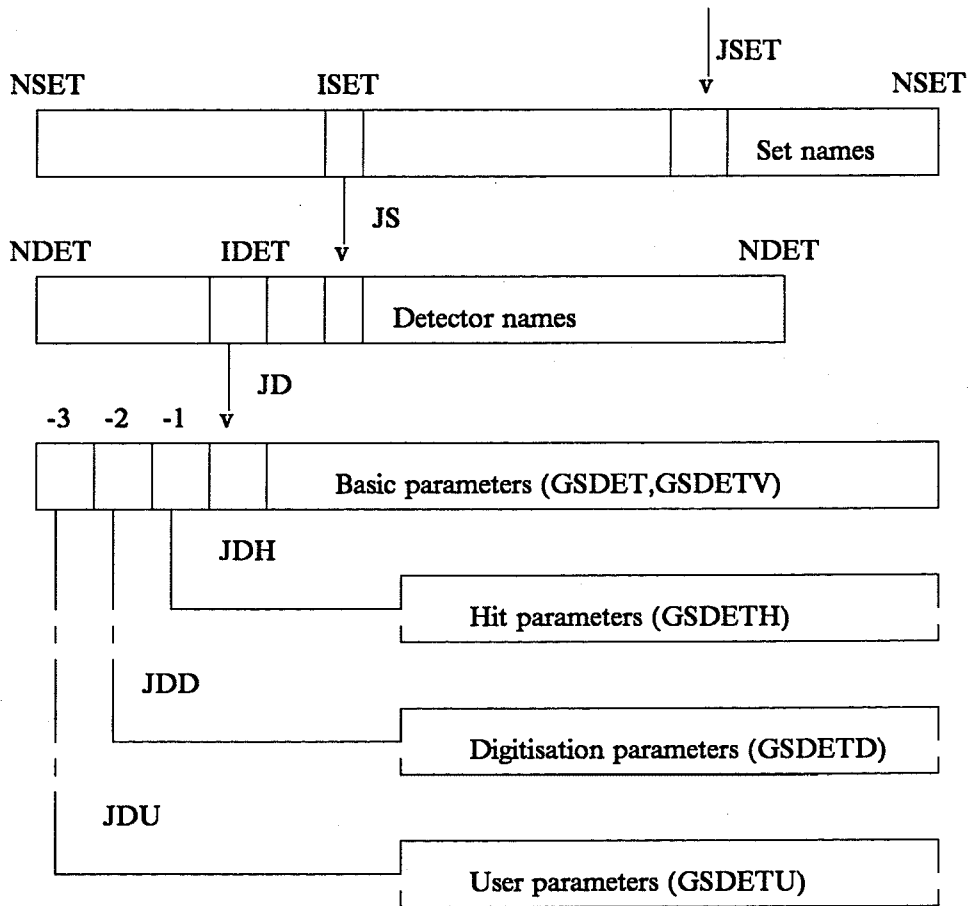 JSET
NSET ISET v NSET
Set names
JS
NDET IDET v NDET
Detector names
JD
-3 -2 -1 v
Basic parameters (GSDET,GSDETV)
JDH
Hit parameters (GSDETH)
JDD
Digitisation parameters (GSDETD)
JDU
User parameters (GSDETU)